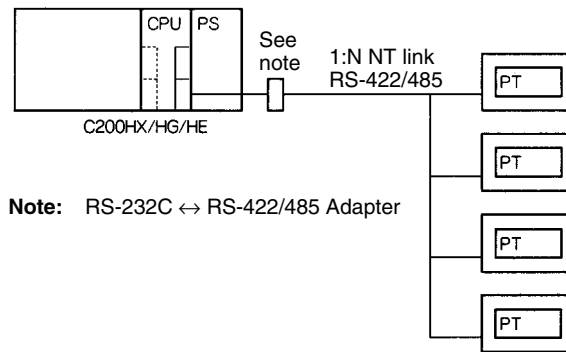 CPU PS
See
note
1:N NT link
RS-422/485
PT
C200HX/HG/HE
PT
Note: RS-232C ↔ RS-422/485 Adapter
PT
PT